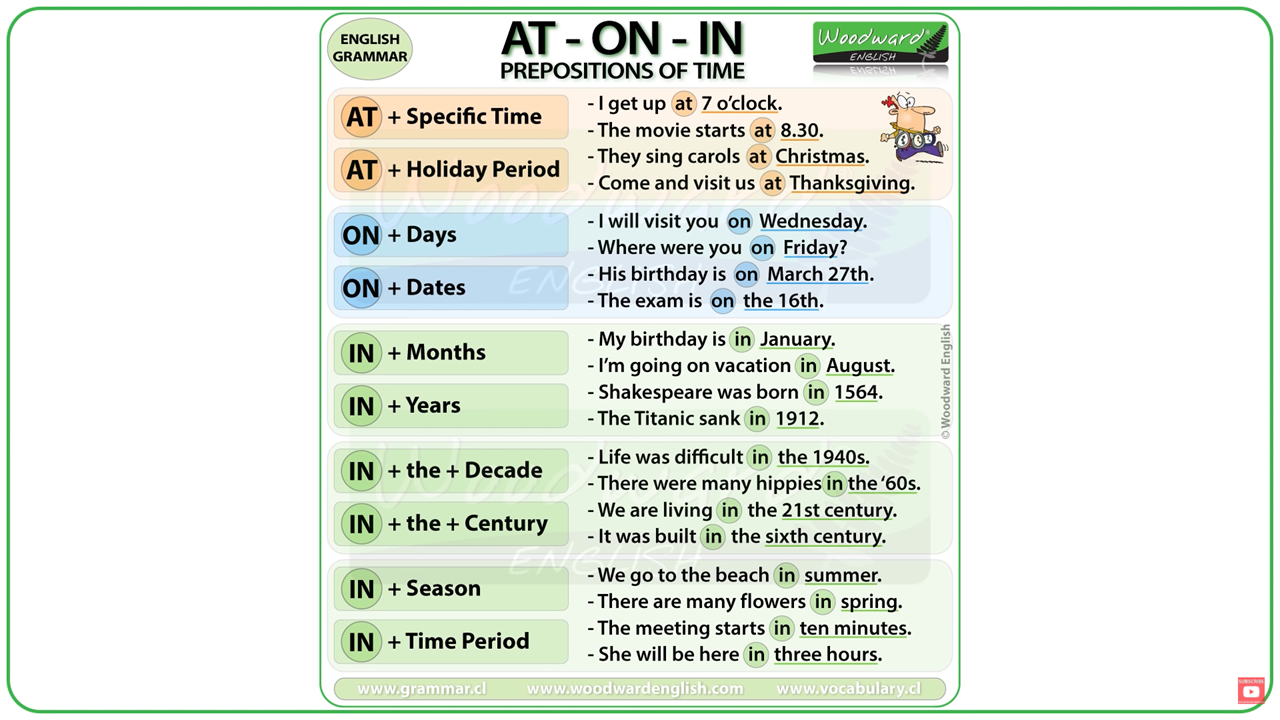 ENGLISH
GRAMMAR
AT - ON - IN
PREPOSITIONS OF TIME
Woodward
ENGLISH
AT + Specific Time
AT + Holiday Period
- I get up at 7 o’clock.
- The movie starts at 8.30.
- They sing carols at Christmas.
- Come and visit us at Thanksgiving.
ON + Days
ON + Dates
- I will visit you on Wednesday.
- Where were you on Friday?
- His birthday is on March 27th.
- The exam is on the 16th.
IN + Months
IN + Years
- My birthday is in January.
- I’m going on vacation in August.
- Shakespeare was born in 1564.
- The Titanic sank in 1912.
© Woodward English
IN + the + Decade
IN + the + Century
- Life was difficult in the 1940s.
- There were many hippies in the ‘60s.
- We are living in the 21st century.
- It was built in the sixth century.
IN + Season
IN + Time Period
- We go to the beach in summer.
- There are many flowers in spring.
- The meeting starts in ten minutes.
- She will be here in three hours.
www.grammar.cl www.woodwardenglish.com www.vocabulary.cl
SUBSCRIBE